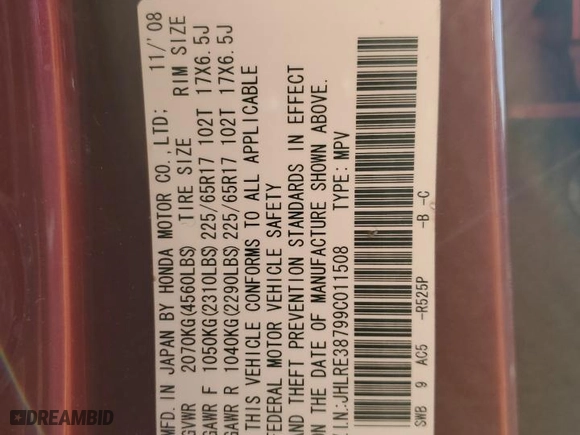 MFD. IN JAPAN BY HONDA MOTOR CO.,LTD; 11/'08
GVWR 2070KG(4560LBS) TIRE SIZE RIM SIZE
GAWR F 1050KG(2310LBS) 225/65R17 102T 17X6.5J
GAWR R 1040KG(2290LBS) 225/65R17 102T 17X6.5J
THIS VEHICLE CONFORMS TO ALL APPLICABLE
FEDERAL MOTOR VEHICLE SAFETY
AND THEFT PREVENTION STANDARDS IN EFFECT
ON THE DATE OF MANUFACTURE SHOWN ABOVE.
V.I.N.:JHLRE38799C011508 TYPE: MPV
SWB 9 AC5 -R525P -B -C
DREAMBID